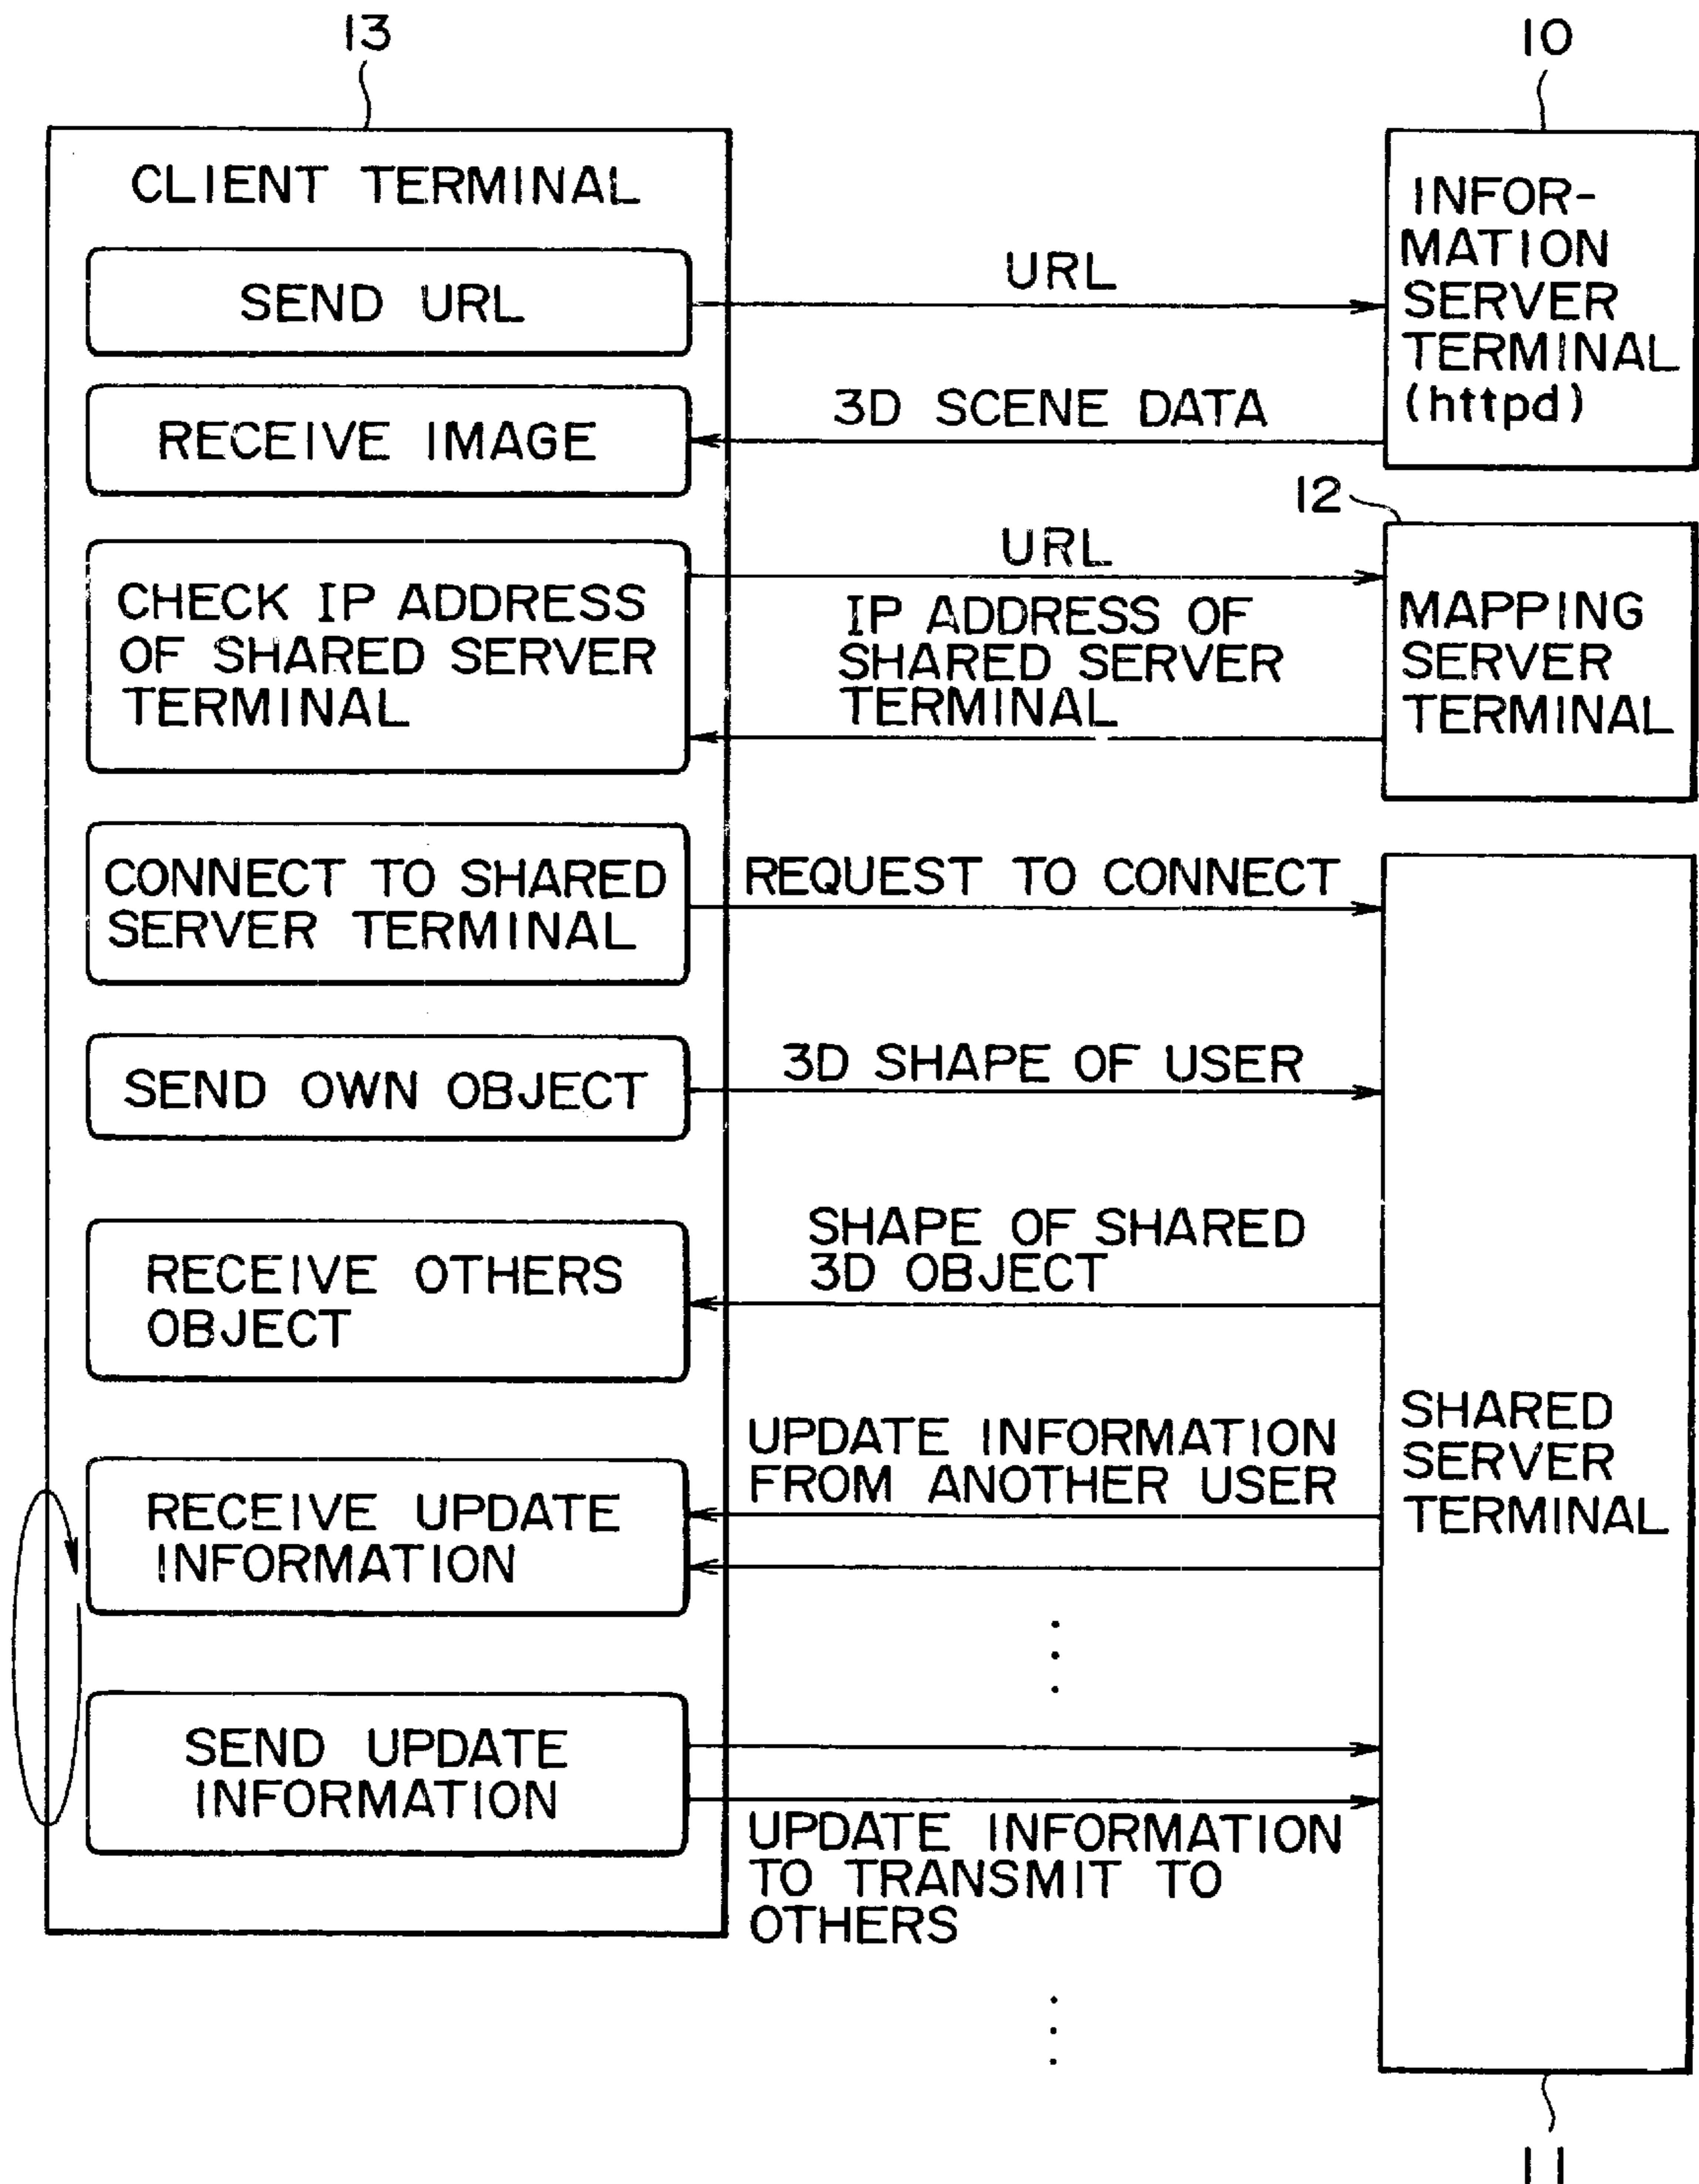 13
10
CLIENT TERMINAL
INFOR-
MATION
SERVER
TERMINAL
(httpd)
SEND URL
URL
RECEIVE IMAGE
3D SCENE DATA
12
CHECK IP ADDRESS
OF SHARED SERVER
TERMINAL
URL
IP ADDRESS OF
SHARED SERVER
TERMINAL
MAPPING
SERVER
TERMINAL
CONNECT TO SHARED
SERVER TERMINAL
REQUEST TO CONNECT
SEND OWN OBJECT
3D SHAPE OF USER
RECEIVE OTHERS
OBJECT
SHAPE OF SHARED
3D OBJECT
SHARED
SERVER
TERMINAL
RECEIVE UPDATE
INFORMATION
UPDATE INFORMATION
FROM ANOTHER USER
SEND UPDATE
INFORMATION
UPDATE INFORMATION
TO TRANSMIT TO
OTHERS
11